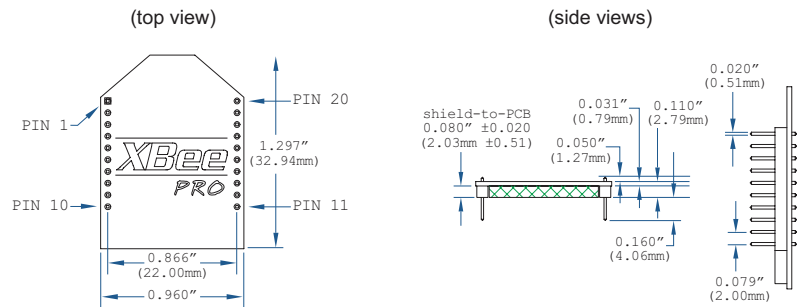 (top view)
(side views)
PIN 1
PIN 20
XBee
PRO
PIN 10
PIN 11
1.297"
(32.94mm)
0.866"
(22.00mm)
0.960"
shield-to-PCB
0.080" ±0.020
(2.03mm ±0.51)
0.031"
(0.79mm)
0.110"
(2.79mm)
0.050"
(1.27mm)
0.160"
(4.06mm)
0.020"
(0.51mm)
0.079"
(2.00mm)